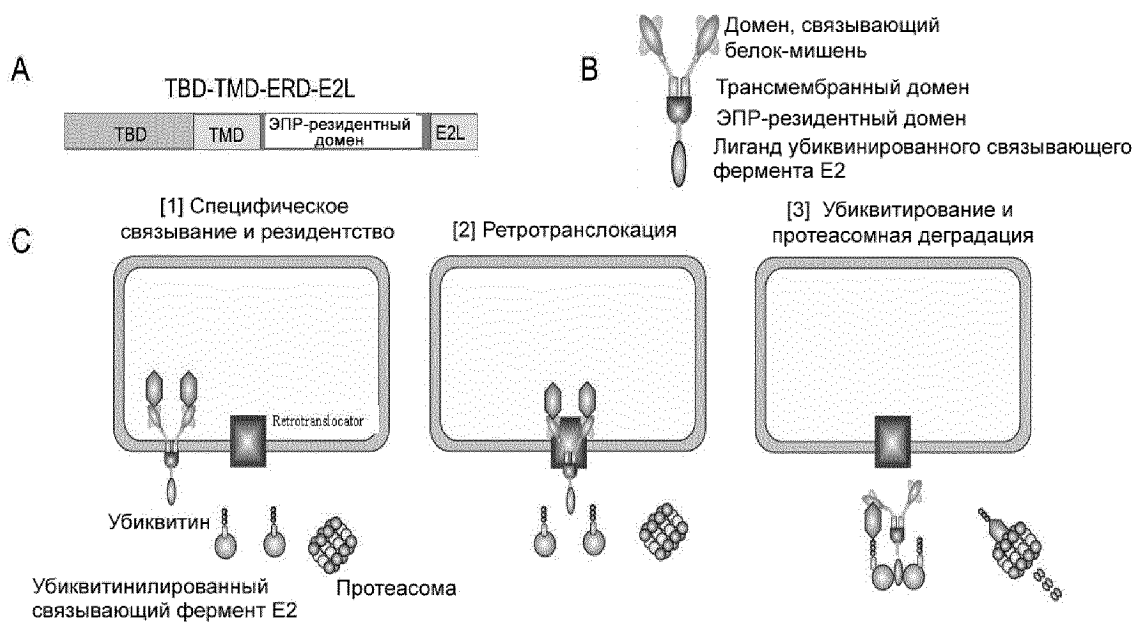 A
TBD-TMD-ERD-E2L
TBD
TMD
ЭПР-резидентный
домен
E2L
B
Домен, связывающий
белок-мишень
Трансмембранный домен
ЭПР-резидентный домен
Лиганд убиквинированного связывающего
фермента E2
C
[1] Специфическое
связывание и резидентство
[2] Ретротранслокация
[3] Убиквитирование и
протеасомная деградация
Retrotranslocator
Убиквитин
Убиквитинилированный
связывающий фермент E2
Протеасома